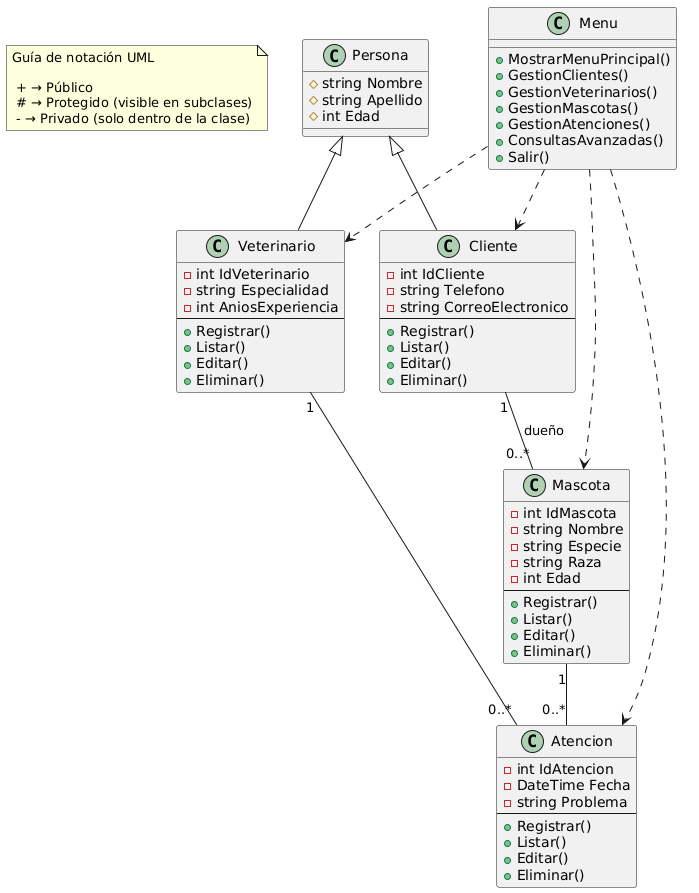 Guía de notación UML
+ → Público
# → Protegido (visible en subclases)
- → Privado (solo dentro de la clase)
C Persona
string Nombre
string Apellido
int Edad
C Menu
MostrarMenuPrincipal()
GestionClientes()
GestionVeterinarios()
GestionMascotas()
GestionAtenciones()
ConsultasAvanzadas()
Salir()
C Veterinario
int IdVeterinario
string Especialidad
int AniosExperiencia
Registrar()
Listar()
Editar()
Eliminar()
C Cliente
int IdCliente
string Telefono
string CorreoElectronico
Registrar()
Listar()
Editar()
Eliminar()
1
1
dueño
0..*
C Mascota
int IdMascota
string Nombre
string Especie
string Raza
int Edad
Registrar()
Listar()
Editar()
Eliminar()
1
0..*
0..*
C Atencion
int IdAtencion
DateTime Fecha
string Problema
Registrar()
Listar()
Editar()
Eliminar()